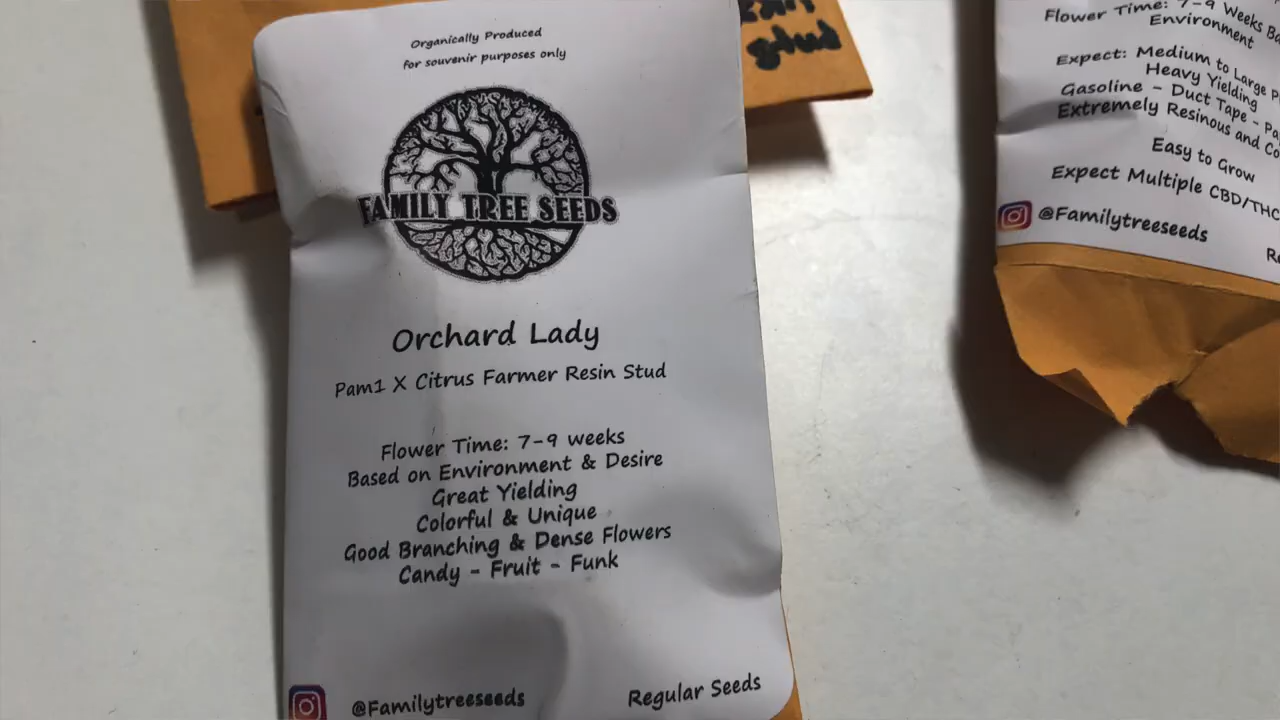 Organically Produced
for souvenir purposes only
FAMILY TREE SEEDS
Orchard Lady
Pam1 X Citrus Farmer Resin Stud
Flower Time: 7-9 weeks
Based on Environment & Desire
Great Yielding
Colorful & Unique
Good Branching & Dense Flowers
Candy - Fruit - Funk
@Familytreeseeds
Regular Seeds
stud
Flower Time: 7-9 Weeks
Environment
Expect: Medium to Large
Heavy Yielding
Gasoline - Duct Tape -
Extremely Resinous and
Easy to Grow
Expect Multiple CBD/THC
@Familytreeseeds